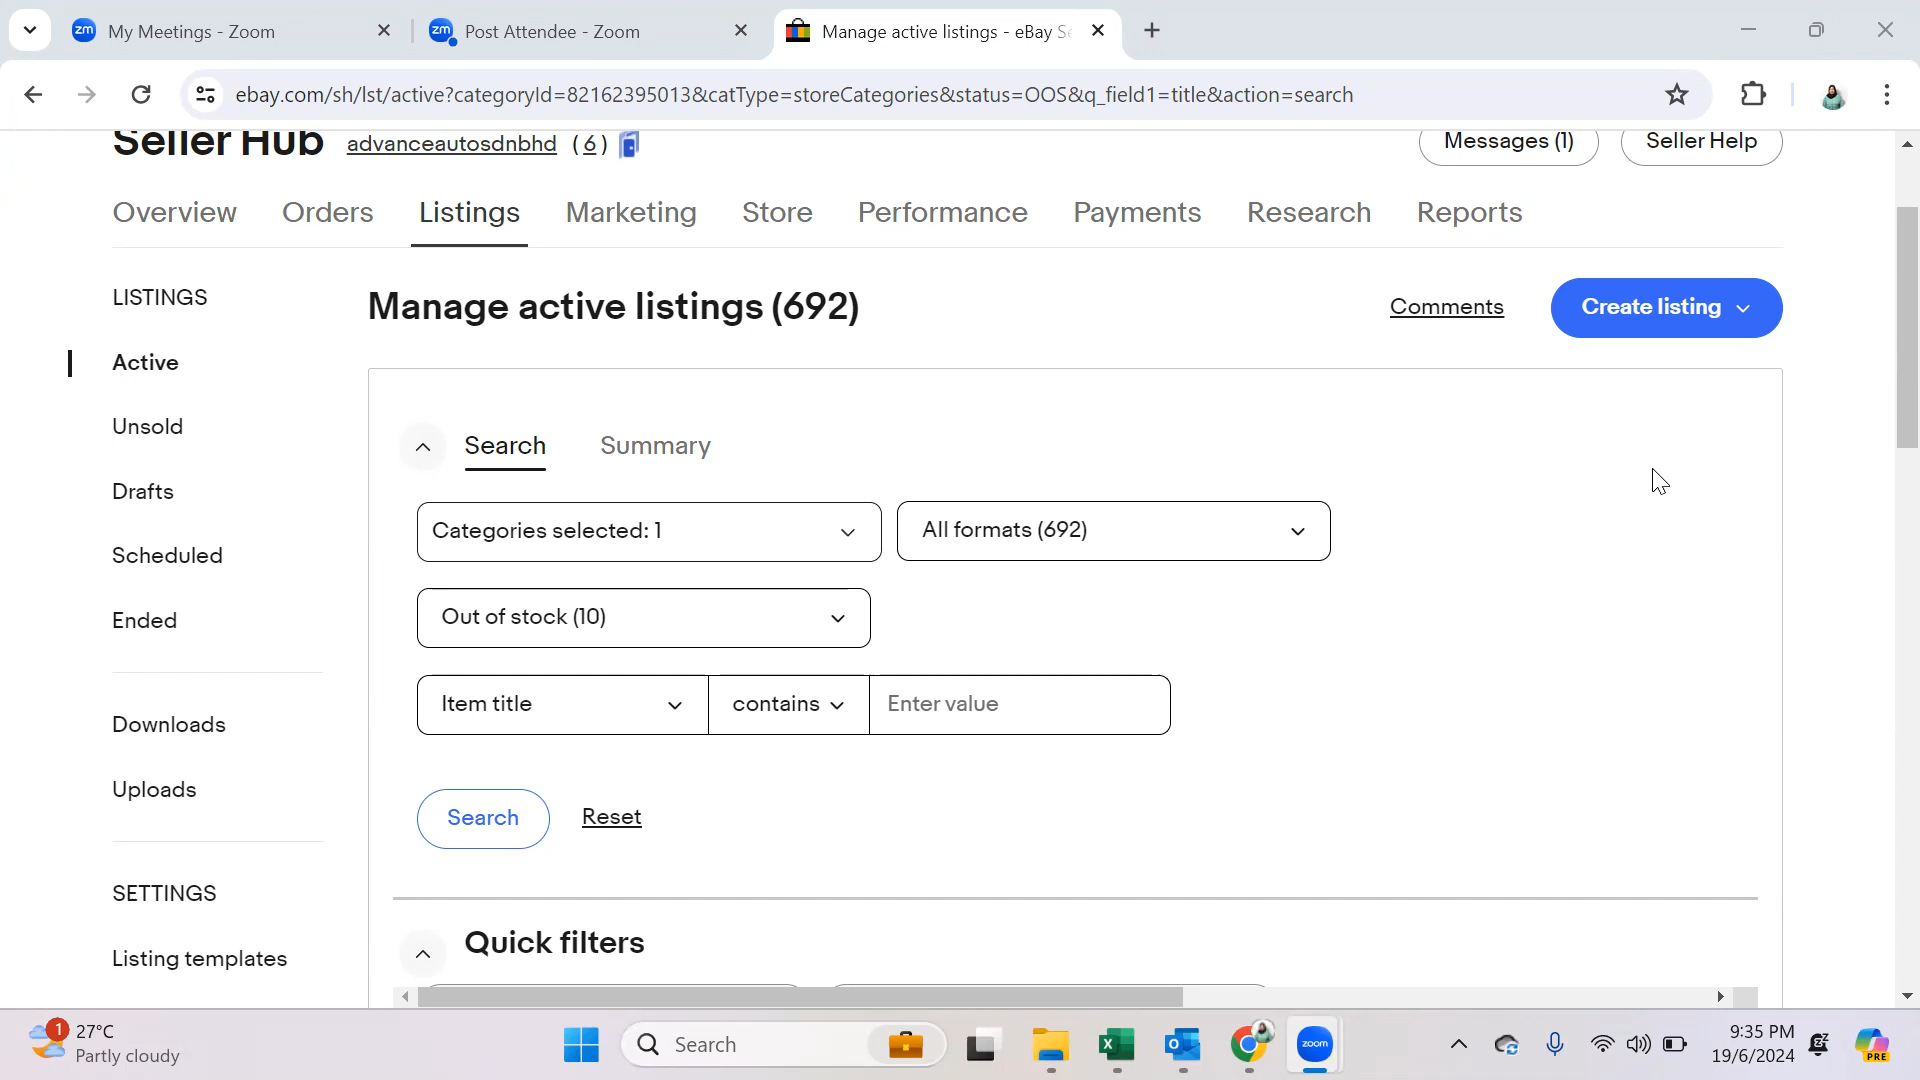 My Meetings - Zoom
Post Attendee - Zoom
Manage active listings - eBay Se
ebay.com/sh/lst/active?categoryId=82162395013&catType=storeCategories&status=OOS&q_field1=title&action=search
Seller Hub
advanceautosdnbhd (6)
Messages (1)
Seller Help
Overview
Orders
Listings
Marketing
Store
Performance
Payments
Research
Reports
LISTINGS
Active
Unsold
Drafts
Scheduled
Ended
Downloads
Uploads
SETTINGS
Listing templates
Manage active listings (692)
Comments
Create listing
Search
Summary
Categories selected: 1
All formats (692)
Out of stock (10)
Item title
contains
Enter value
Search
Reset
Quick filters
1
27°C
Partly cloudy
Search
zoom
9:35 PM
19/6/2024
PRE